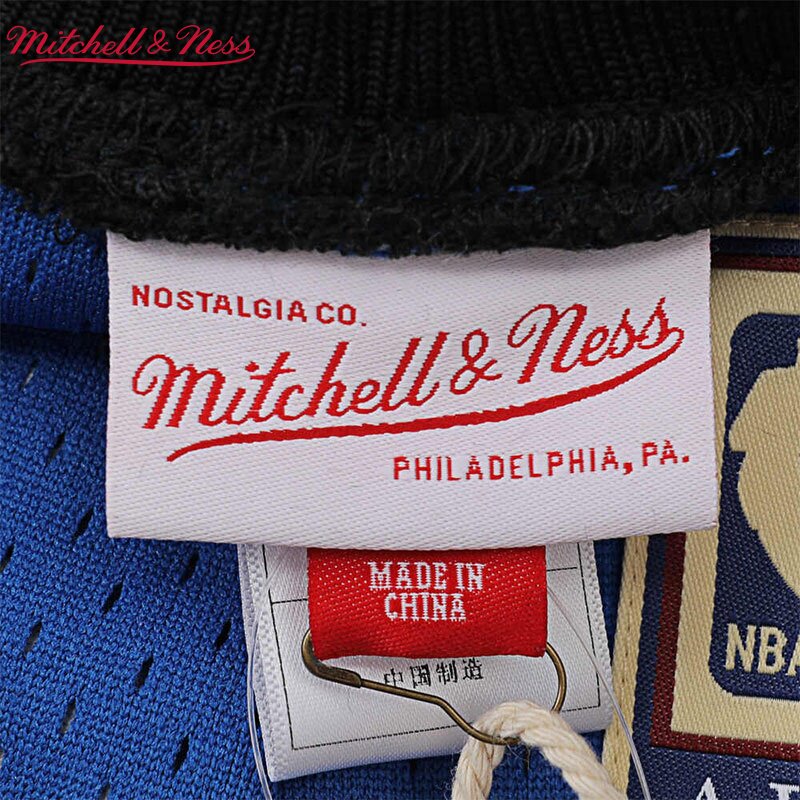 Mitchell & Ness
NOSTALGIA CO.
Mitchell & Ness
PHILADELPHIA, PA.
MADE IN
CHINA
中国制造
NBA